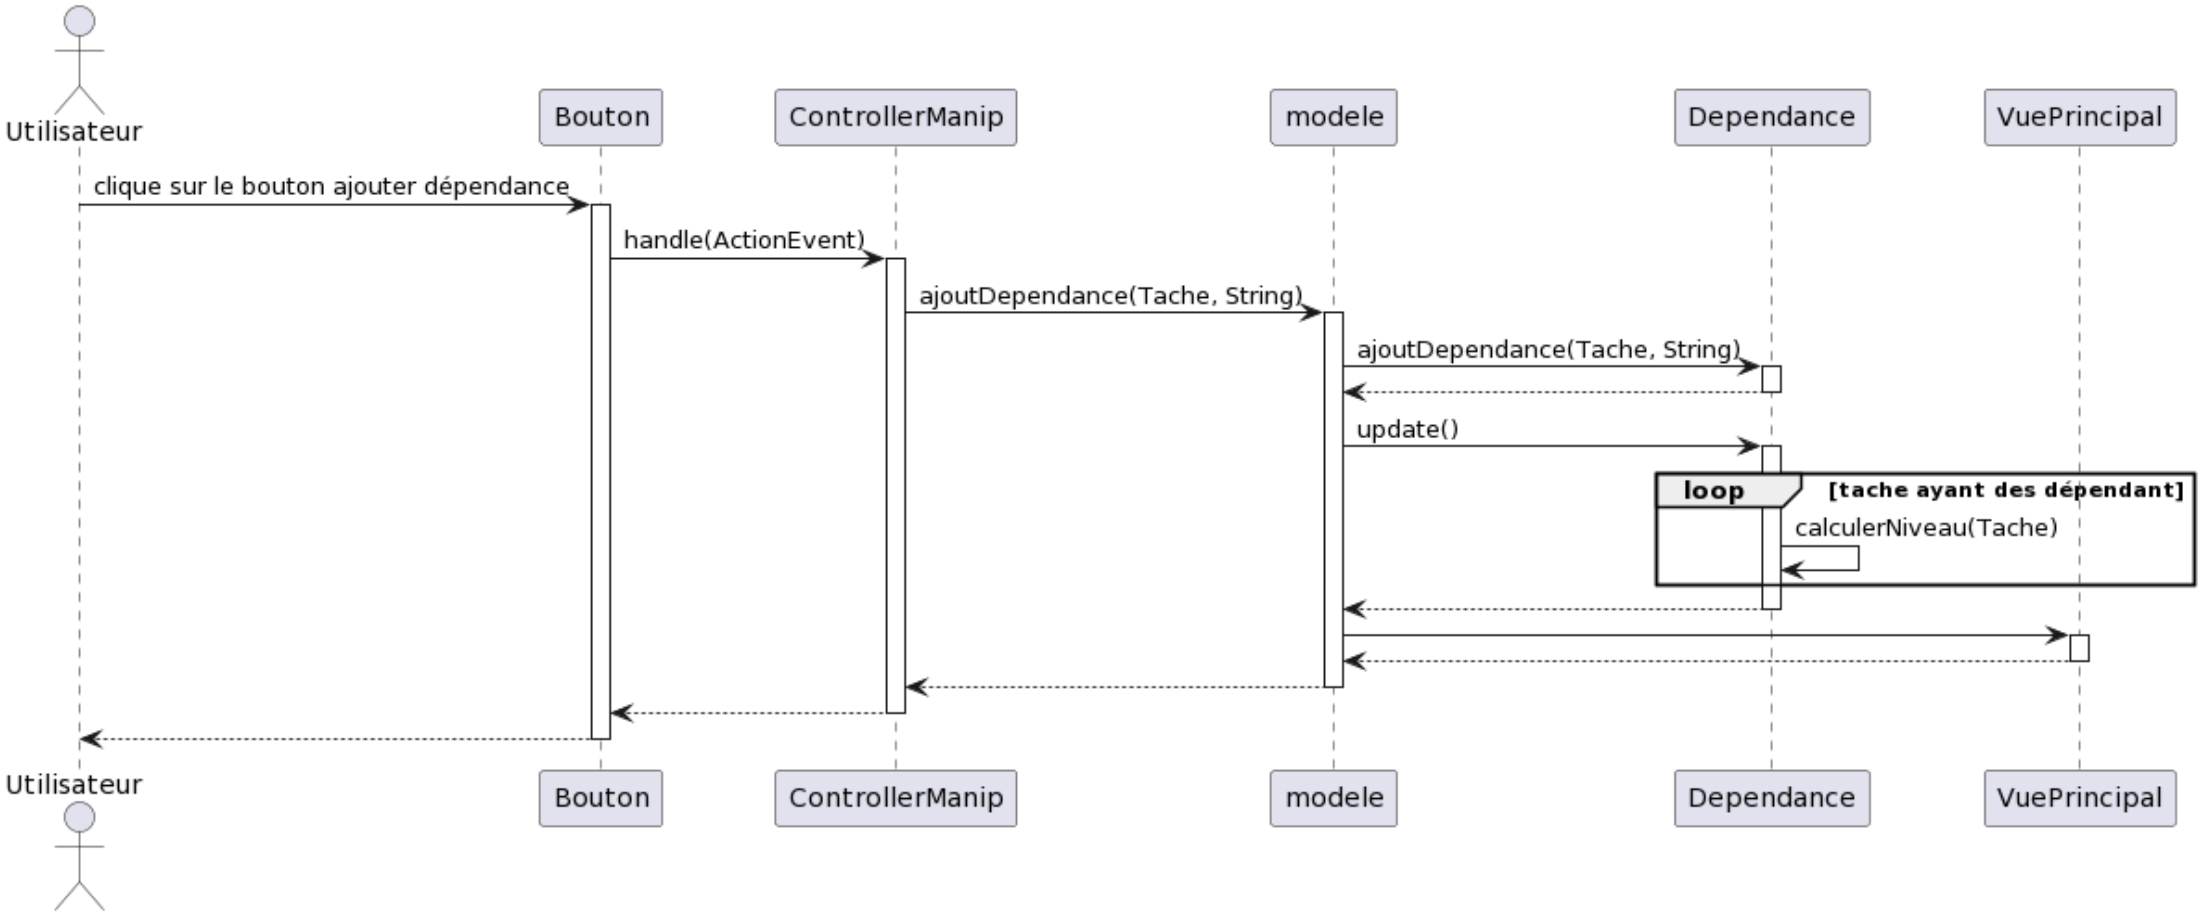 Utilisateur
Bouton
ControllerManip
modele
Dependance
VuePrincipal
clique sur le bouton ajouter dépendance
handle(ActionEvent)
ajoutDependance(Tache, String)
ajoutDependance(Tache, String)
update()
loop
[tache ayant des dépendant]
calculerNiveau(Tache)
Utilisateur
Bouton
ControllerManip
modele
Dependance
VuePrincipal